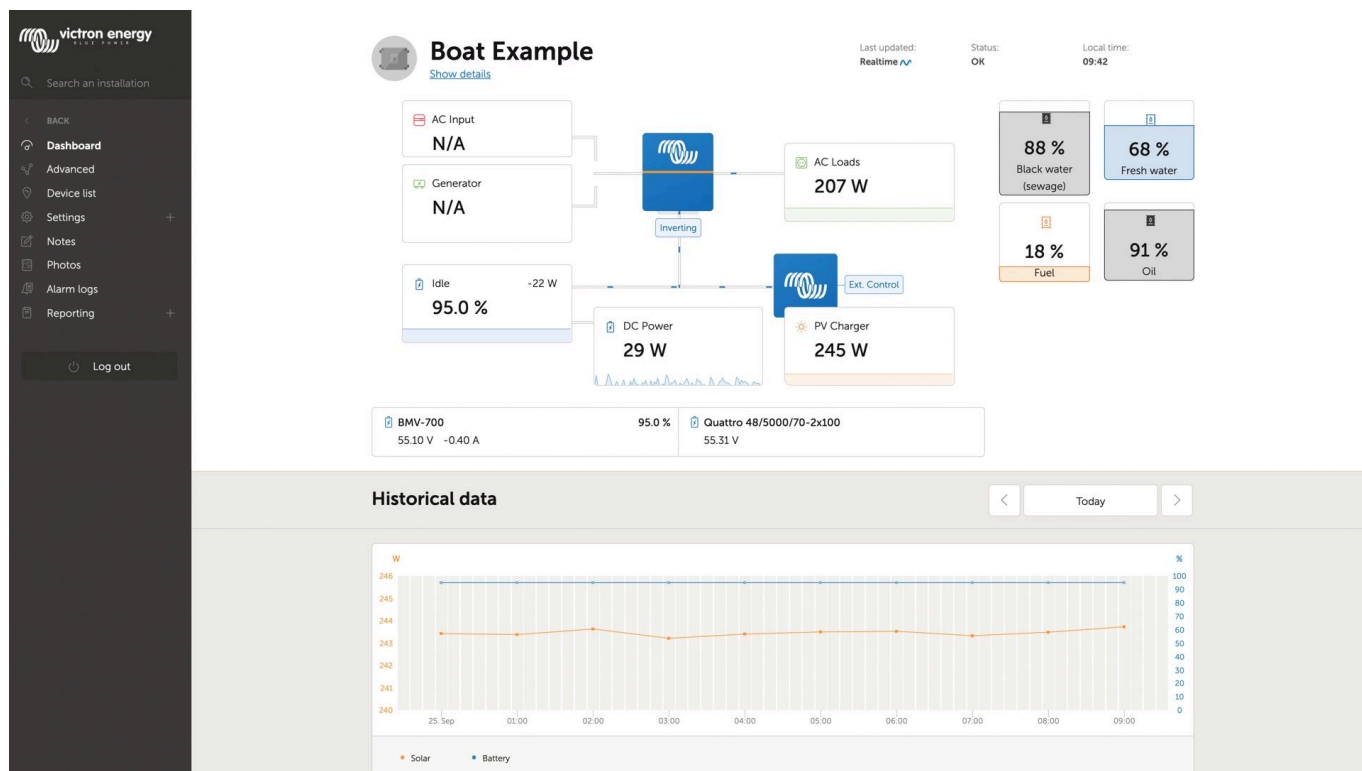 victron energy
BLUE POWER
Search an installation
BACK
Dashboard
Advanced
Device list
Settings
Notes
Photos
Alarm logs
Reporting
Log out
Boat Example
Show details
Last updated:
Realtime
Status:
OK
Local time:
09:42
AC Input
N/A
Generator
N/A
Inverting
AC Loads
207 W
88 %
Black water
(sewage)
68 %
Fresh water
18 %
Fuel
91 %
Oil
Idle -22 W
95.0 %
Ext. Control
DC Power
29 W
PV Charger
245 W
BMV-700 95.0 %
55.10 V -0.40 A
Quattro 48/5000/70-2x100
55.31 V
Historical data
Today
W
246
245
244
243
242
241
240
%
100
90
80
70
60
50
40
30
20
10
0
25. Sep 01:00 02:00 03:00 04:00 05:00 06:00 07:00 08:00 09:00
Solar Battery